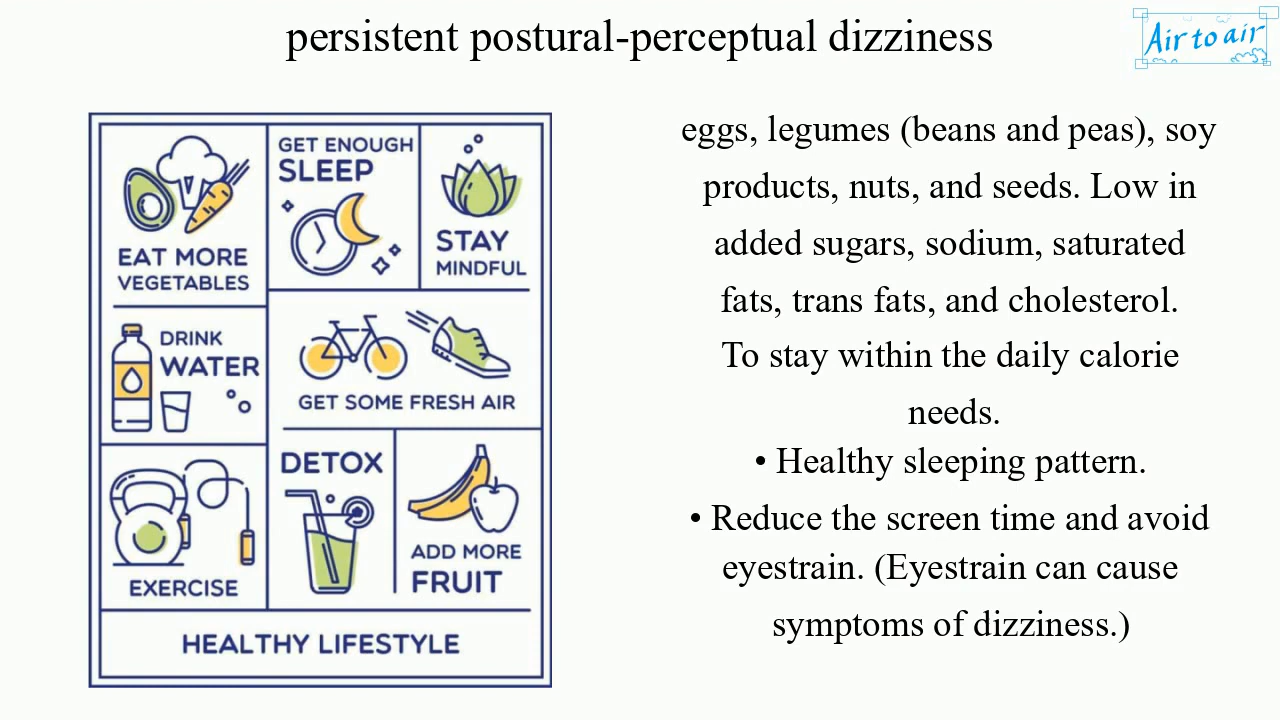 persistent postural-perceptual dizziness
Air to air
EAT MORE
VEGETABLES
GET ENOUGH
SLEEP
STAY
MINDFUL
DRINK
WATER
GET SOME FRESH AIR
EXERCISE
DETOX
ADD MORE
FRUIT
HEALTHY LIFESTYLE
eggs, legumes (beans and peas), soy
products, nuts, and seeds. Low in
added sugars, sodium, saturated
fats, trans fats, and cholesterol.
To stay within the daily calorie
needs.
• Healthy sleeping pattern.
• Reduce the screen time and avoid
eyestrain. (Eyestrain can cause
symptoms of dizziness.)